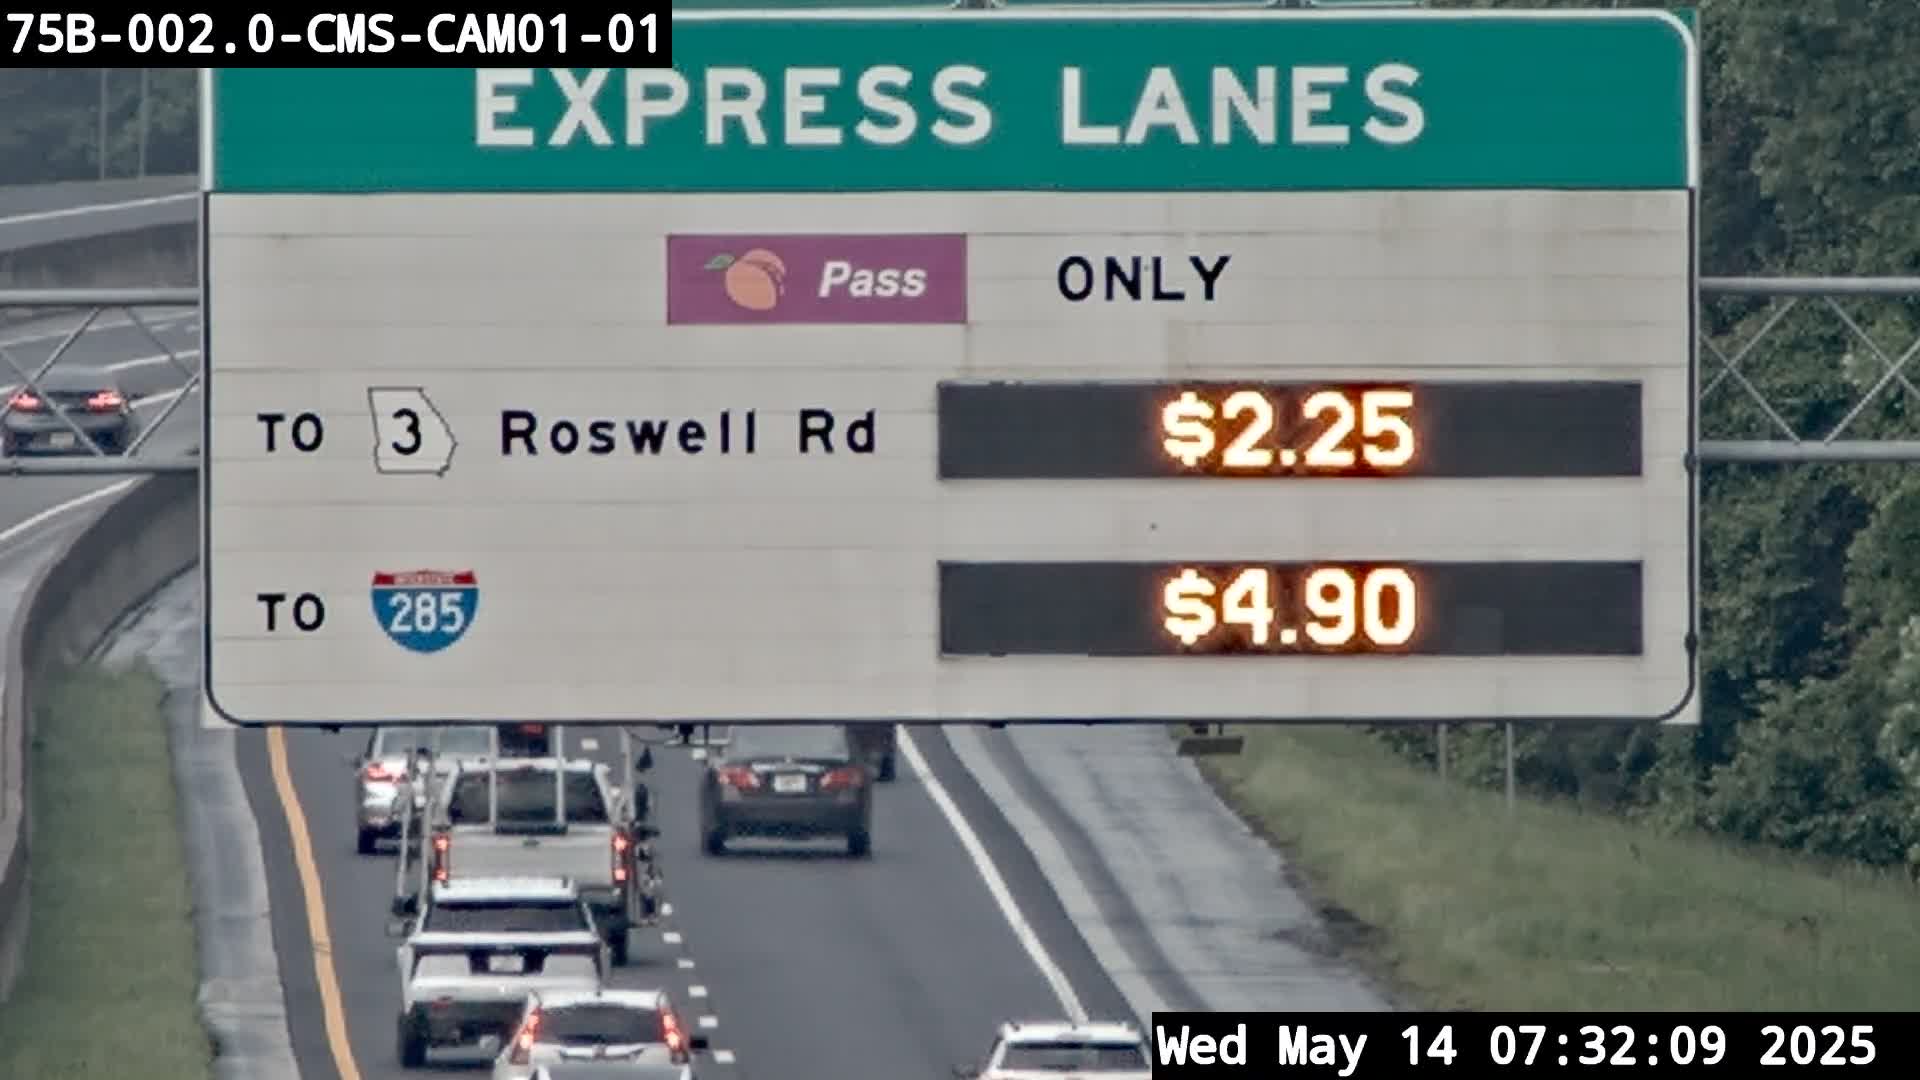 75B-002.0-CMS-CAM01-01
EXPRESS LANES
Pass ONLY
TO 3 Roswell Rd $2.25
INTERSTATE
TO 285 $4.90
Wed May 14 07:32:09 2025